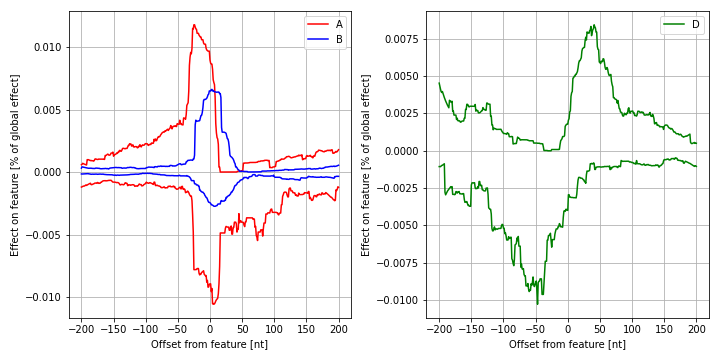 Effect on feature [% of global effect]
0.010
0.005
0.000
−0.005
−0.010
−200 −150 −100 −50 0 50 100 150 200
Offset from feature [nt]
A
B
Effect on feature [% of global effect]
0.0075
0.0050
0.0025
0.0000
−0.0025
−0.0050
−0.0075
−0.0100
−200 −150 −100 −50 0 50 100 150 200
Offset from feature [nt]
D